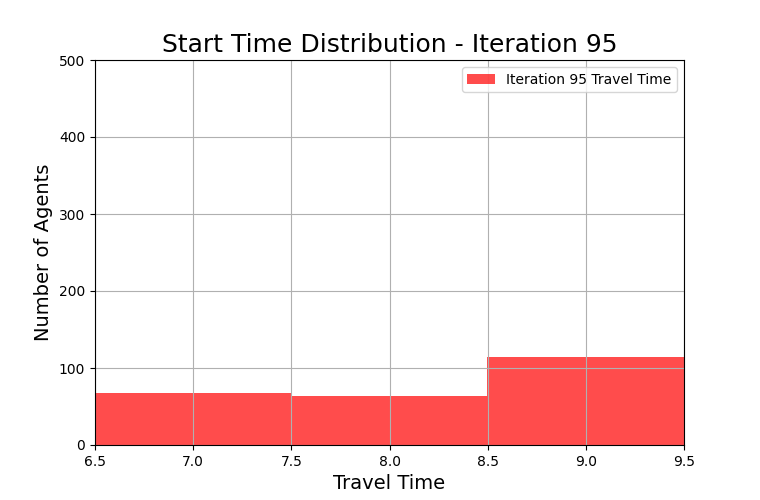 Start Time Distribution - Iteration 95
500
Iteration 95 Travel Time
400
300
200
100
0
Number of Agents
6.5 7.0 7.5 8.0 8.5 9.0 9.5
Travel Time